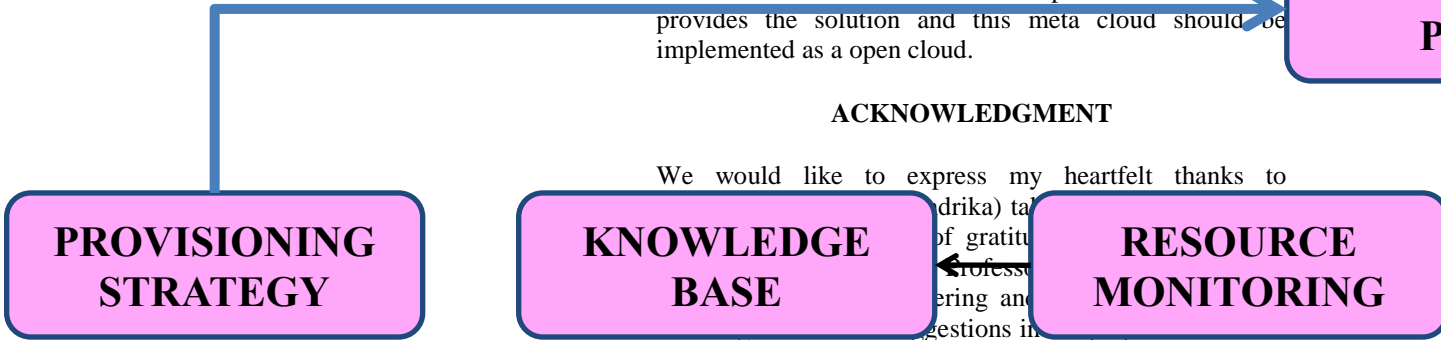 provides the solution and this meta cloud should be
implemented as a open cloud.
P
ACKNOWLEDGMENT
We would like to express my heartfelt thanks to
PROVISIONING
STRATEGY
KNOWLEDGE
BASE
of
RESOURCE
MONITORING